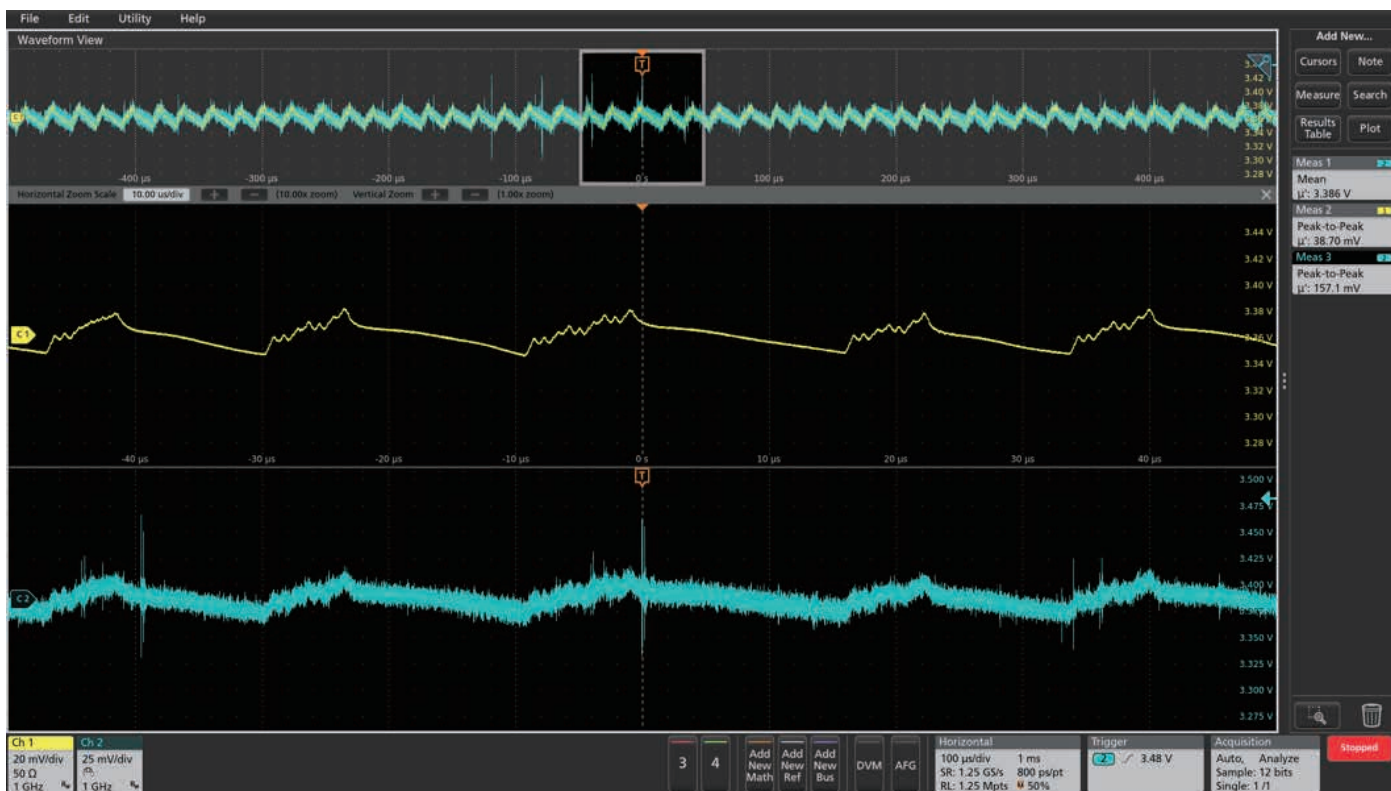 File Edit Utility Help
Waveform View
Add New...
Cursors Note
Measure Search
Results Table Plot
T
3.42
3.40 V
3.34 V
3.32 V
3.30 V
3.28 V
-400 µs -300 µs -200 µs -100 µs 0 s 100 µs 200 µs 300 µs 400 µs
Horizontal Zoom Scale 10.00 us/div + − (10.00x zoom) Vertical Zoom + − (1.00x zoom)
Meas 1
Mean
µ': 3.386 V
Meas 2
Peak-to-Peak
µ': 38.70 mV
Meas 3
Peak-to-Peak
µ': 157.1 mV
3.44 V
3.42 V
3.40 V
3.38 V
C 1
3.36 V
3.34 V
3.32 V
3.30 V
3.28 V
-40 µs -30 µs -20 µs -10 µs 0 s 10 µs 20 µs 30 µs 40 µs
T
3.500 V
3.475 V
3.450 V
3.425 V
3.400 V
C 2
3.350 V
3.325 V
3.300 V
3.275 V
Ch 1
20 mV/div
50 Ω
1 GHz
Ch 2
25 mV/div
1 GHz
3 4
Add New Math
Add New Ref
Add New Bus
DVM AFG
Horizontal
100 µs/div 1 ms
SR: 1.25 GS/s 800 ps/pt
RL: 1.25 Mpts 50%
Trigger
2 3.48 V
Acquisition
Auto, Analyze
Sample: 12 bits
Single: 1 /1
Stopped